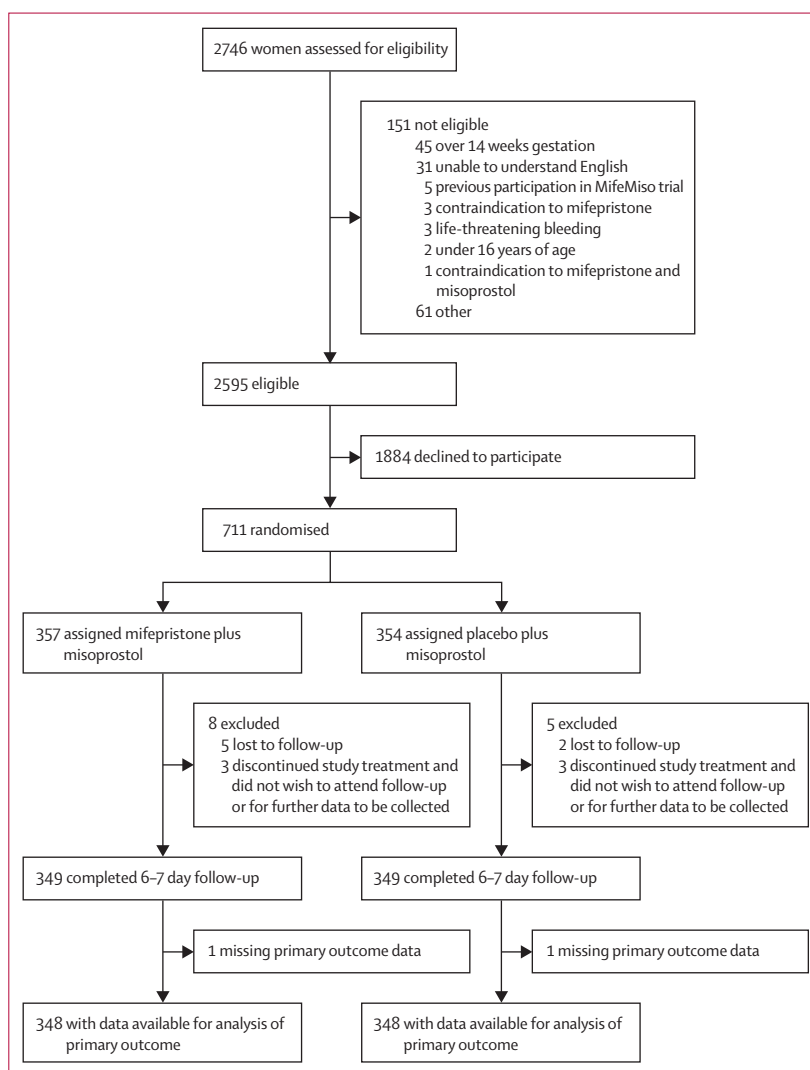 2746 women assessed for eligibility
151 not eligible
45 over 14 weeks gestation
31 unable to understand English
5 previous participation in MifeMiso trial
3 contraindication to mifepristone
3 life-threatening bleeding
2 under 16 years of age
1 contraindication to mifepristone and
misoprostol
61 other
2595 eligible
1884 declined to participate
711 randomised
357 assigned mifepristone plus
misoprostol
354 assigned placebo plus
misoprostol
8 excluded
5 lost to follow-up
3 discontinued study treatment and
did not wish to attend follow-up
or for further data to be collected
5 excluded
2 lost to follow-up
3 discontinued study treatment and
did not wish to attend follow-up
or for further data to be collected
349 completed 6–7 day follow-up
349 completed 6–7 day follow-up
1 missing primary outcome data
1 missing primary outcome data
348 with data available for analysis of
primary outcome
348 with data available for analysis of
primary outcome